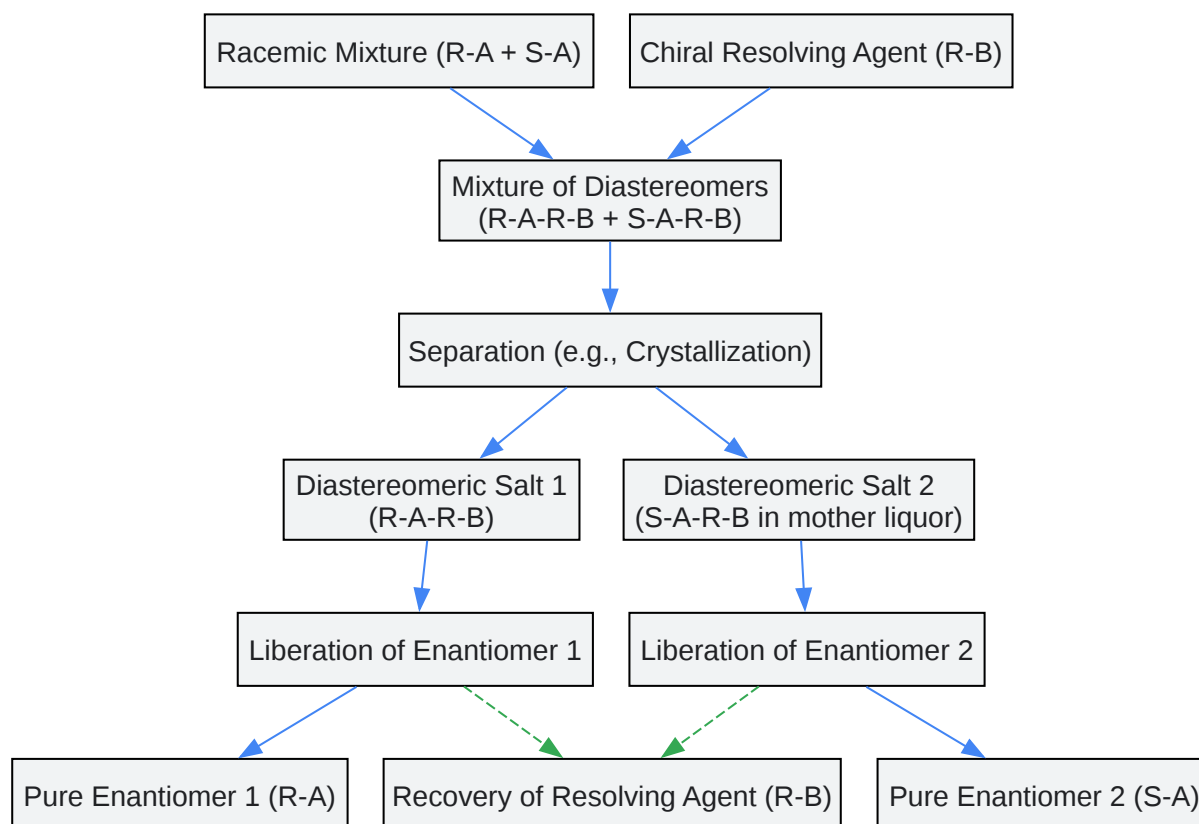 Racemic Mixture (R-A + S-A)
Chiral Resolving Agent (R-B)
Mixture of Diastereomers
(R-A-R-B + S-A-R-B)
Separation (e.g., Crystallization)
Diastereomeric Salt 1
(R-A-R-B)
Diastereomeric Salt 2
(S-A-R-B in mother liquor)
Liberation of Enantiomer 1
Liberation of Enantiomer 2
Pure Enantiomer 1 (R-A)
Recovery of Resolving Agent (R-B)
Pure Enantiomer 2 (S-A)